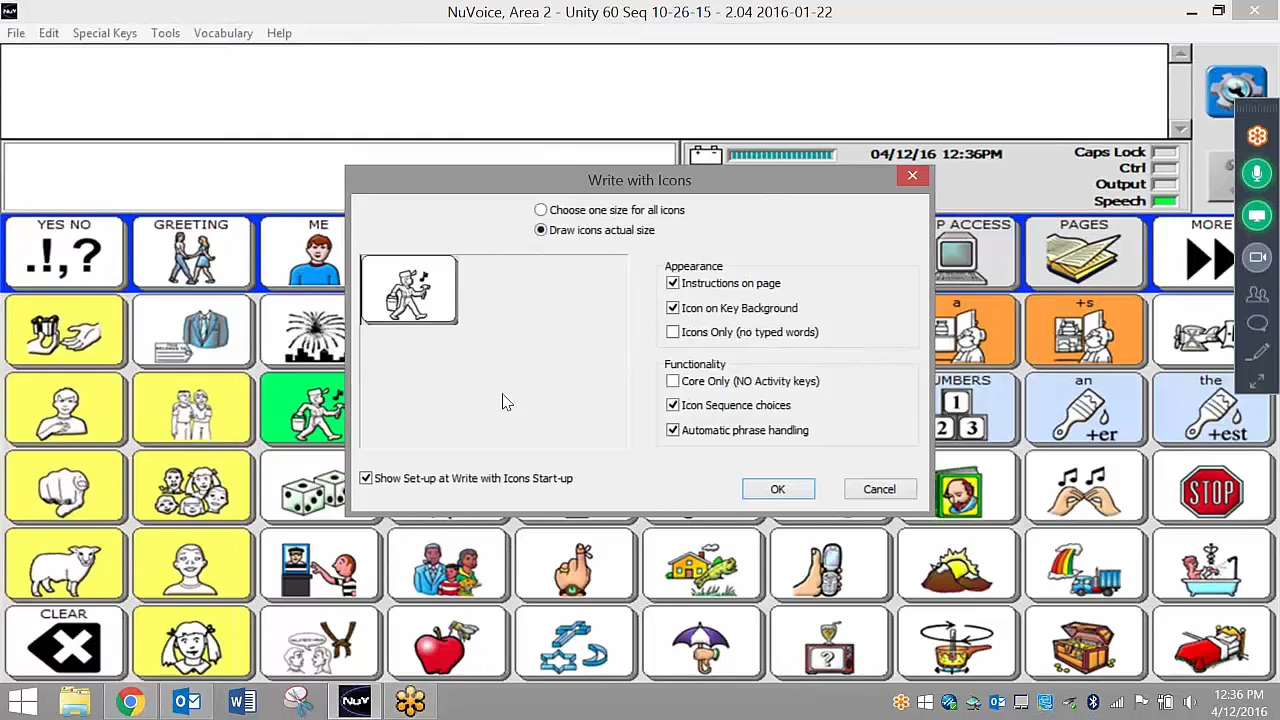 NuV
NuVoice, Area 2 - Unity 60 Seq 10-26-15 - 2.04 2016-01-22
File Edit Special Keys Tools Vocabulary Help
04/12/16 12:36PM
Caps Lock
Ctrl
Output
Speech
Write with Icons
Choose one size for all icons
Draw icons actual size
Appearance
Instructions on page
Icon on Key Background
Icons Only (no typed words)
Functionality
Core Only (NO Activity keys)
Icon Sequence choices
Automatic phrase handling
Show Set-up at Write with Icons Start-up
OK Cancel
YES NO GREETING ME P ACCESS PAGES MORE
.!,?
a +s
UMBERS an the
1
2 3
+er +est
STOP
CLEAR
?
NuV
12:36 PM
4/12/2016